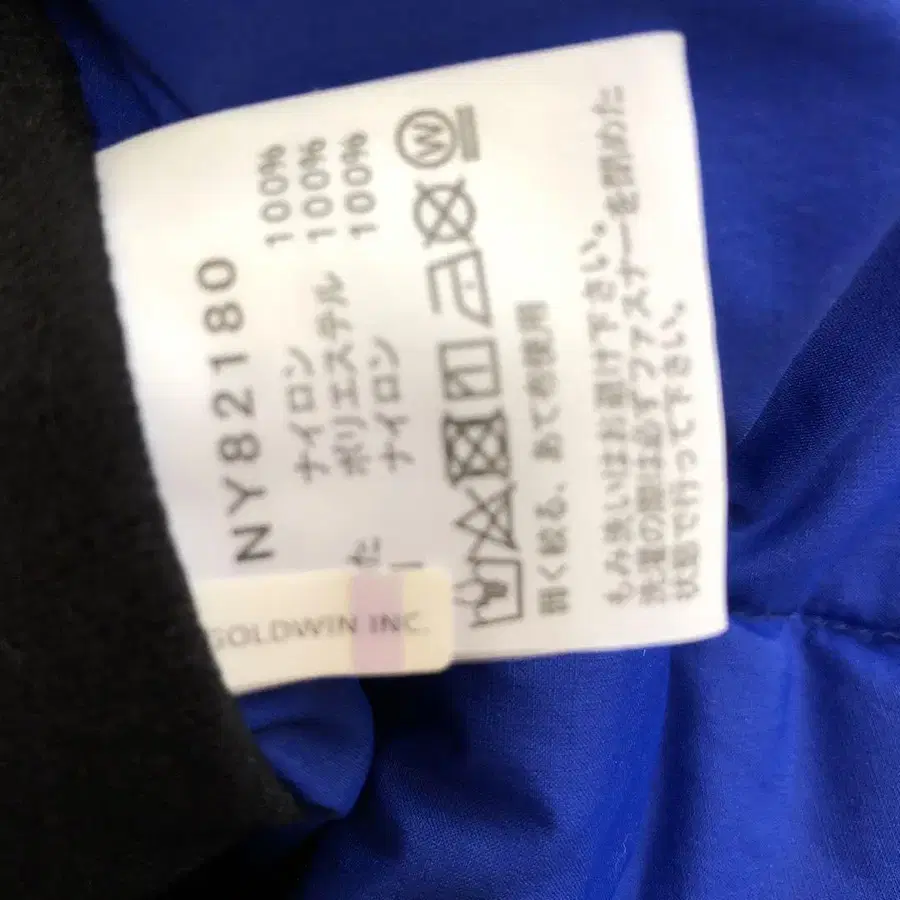 NY82180
ナイロン 100%
ポリエステル 100%
ナイロン 100%
た
W
弱く絞る、あて布使用
もみ洗いはお避け下さい。
洗濯の際は必ずファスナーを閉めた
状態で行って下さい。
GOLDWIN INC.